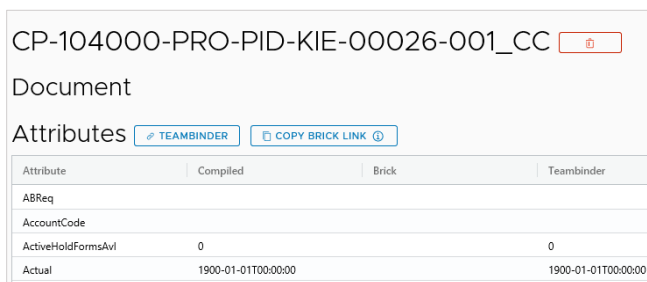 CP-104000-PRO-PID-KIE-00026-001_CC
Document
Attributes TEAMBINDER COPY BRICK LINK
Attribute Compiled Brick Teambinder
ABReq
AccountCode
ActiveHoldFormsAvl 0 0
Actual 1900-01-01T00:00:00 1900-01-01T00:00:00